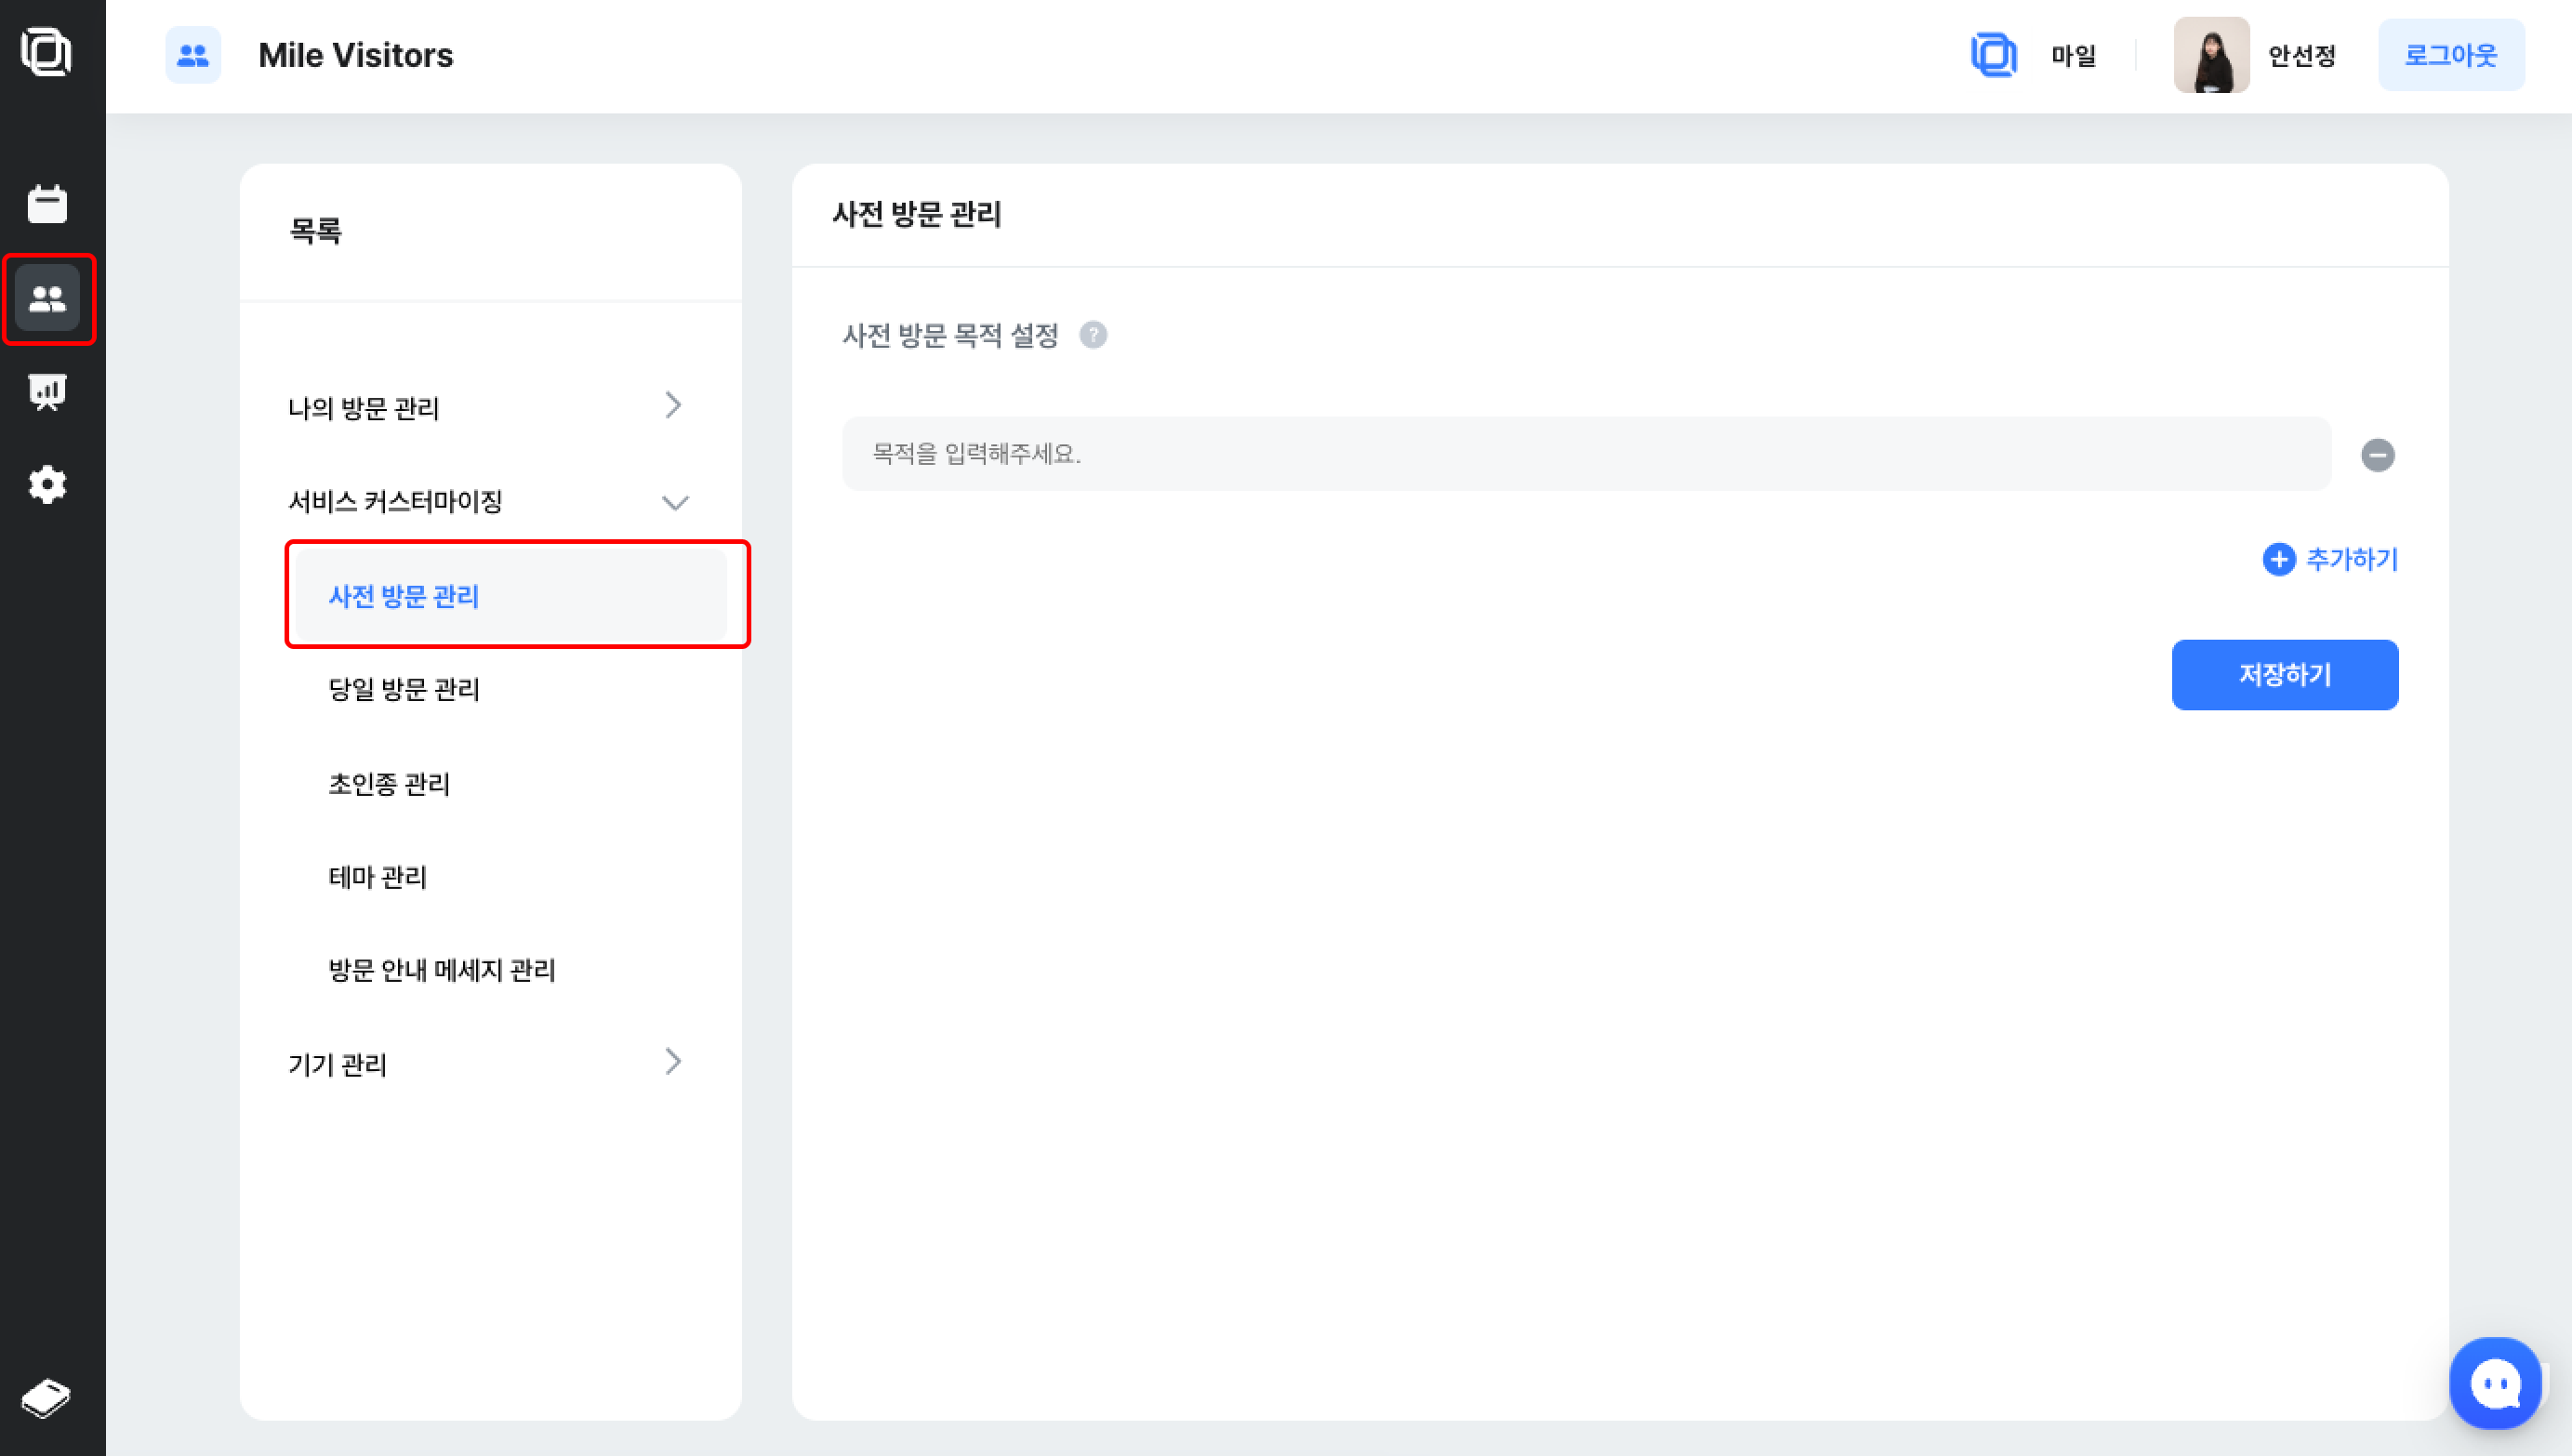 Mile Visitors
마일
안선정
로그아웃
목록
나의 방문 관리
서비스 커스터마이징
사전 방문 관리
당일 방문 관리
초인종 관리
테마 관리
방문 안내 메세지 관리
기기 관리
사전 방문 관리
사전 방문 목적 설정 ?
목적을 입력해주세요.
추가하기
저장하기